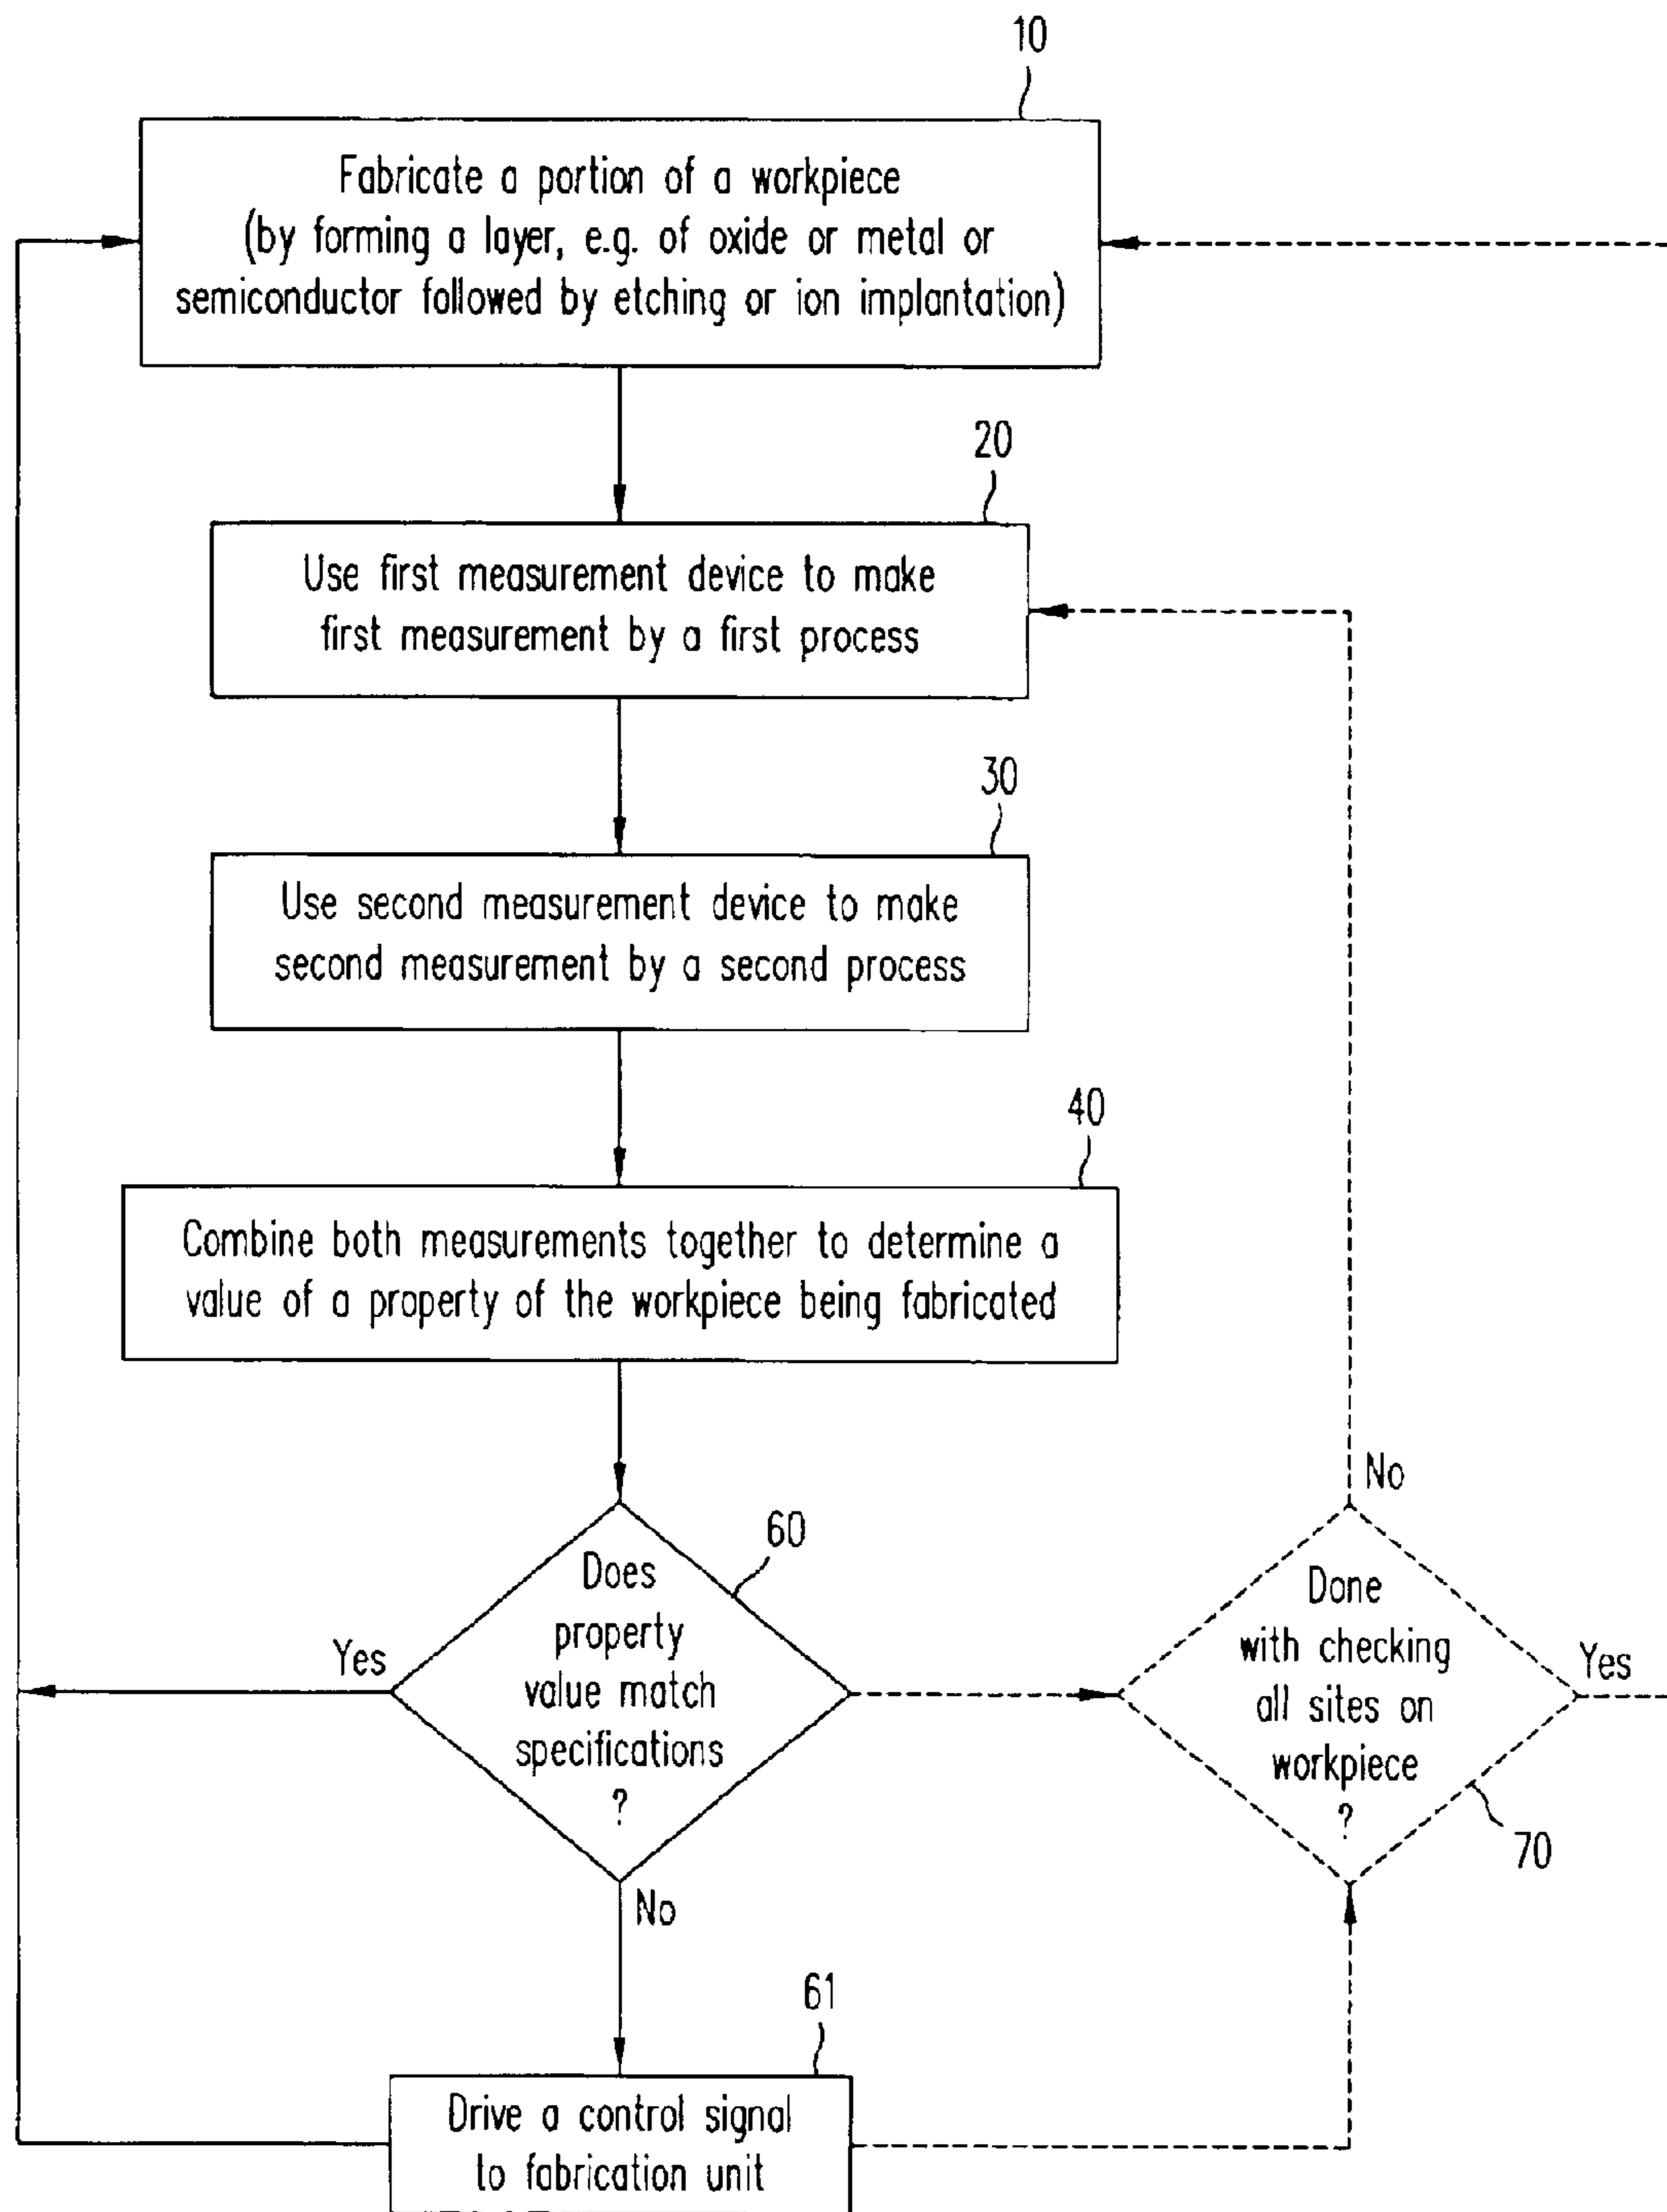 10
Fabricate a portion of a workpiece
(by forming a layer, e.g. of oxide or metal or
semiconductor followed by etching or ion implantation)
20
Use first measurement device to make
first measurement by a first process
30
Use second measurement device to make
second measurement by a second process
40
Combine both measurements together to determine a
value of a property of the workpiece being fabricated
60
Does
property
value match
specifications
?
Yes
No
Done
with checking
all sites on
workpiece
?
No
Yes
70
61
Drive a control signal
to fabrication unit